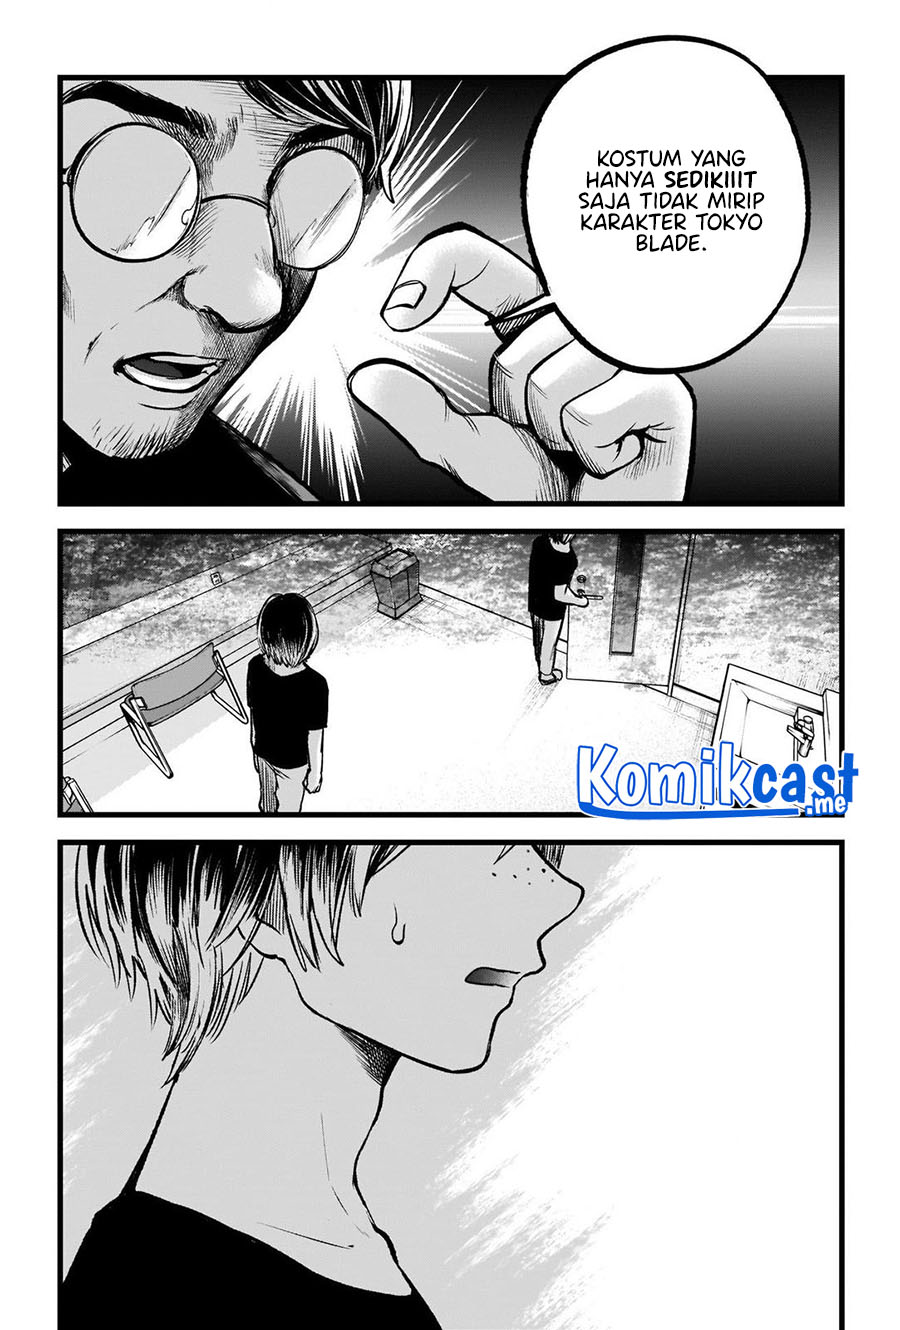 KOSTUM YANG
HANYA SEDIKIIIT
SAJA TIDAK MIRIP
KARAKTER TOKYO
BLADE.
Komikcast
.me